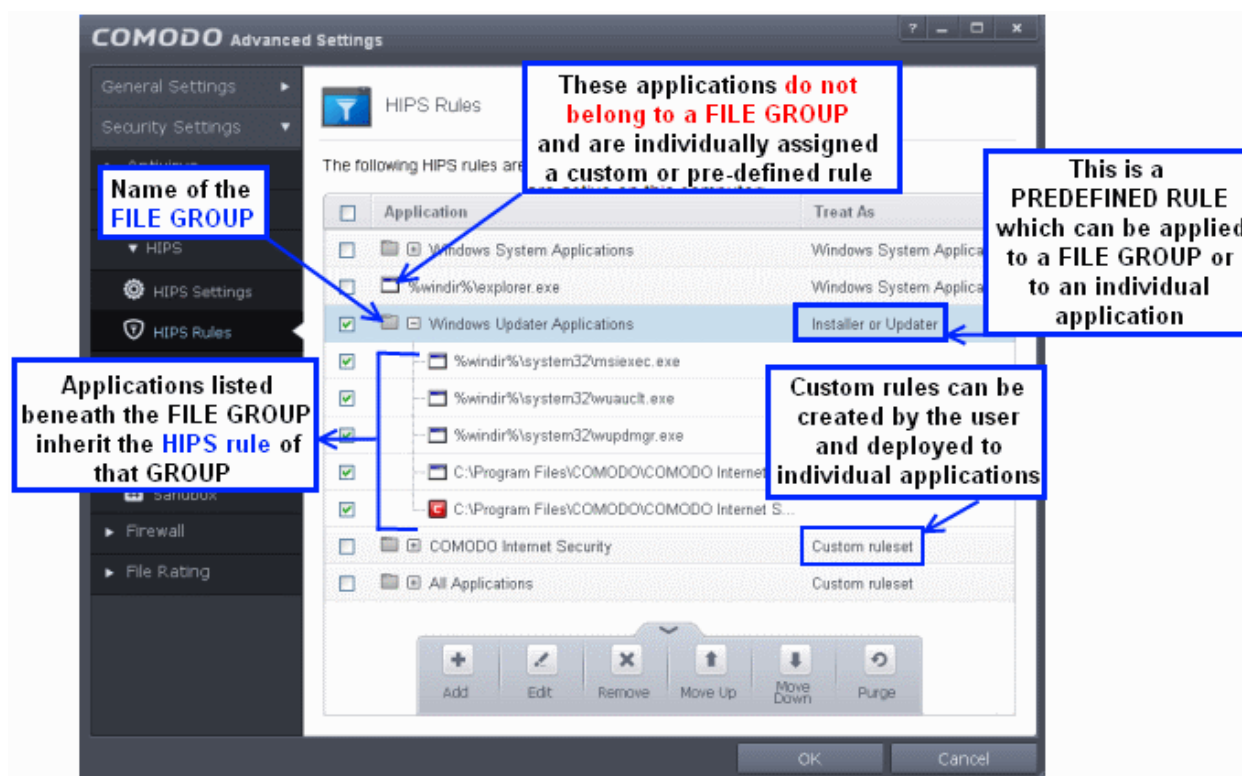 COMODO Advanced Settings
?
General Settings
Security Settings
HIPS
HIPS Settings
HIPS Rules
Sandbox
Firewall
File Rating
HIPS Rules
The following HIPS rules are
These applications do not
belong to a FILE GROUP
and are individually assigned
a custom or pre-defined rule
Name of the
FILE GROUP
This is a
PREDEFINED RULE
which can be applied
to a FILE GROUP or
to an individual
application
Applications listed
beneath the FILE GROUP
inherit the HIPS rule of
that GROUP
Custom rules can be
created by the user
and deployed to
individual applications
Application Treat As
Windows System Applications Windows System Applica
%windir%\explorer.exe Windows System Applica
Windows Updater Applications Installer or Updater
%windir%\system32\msiexec.exe
%windir%\system32\wuauclt.exe
%windir%\system32\wupdmgr.exe
C:\Program Files\COMODO\COMODO Internet
C:\Program Files\COMODO\COMODO Internet S...
COMODO Internet Security Custom ruleset
All Applications Custom ruleset
Add Edit Remove Move Up Move Down Purge
OK Cancel